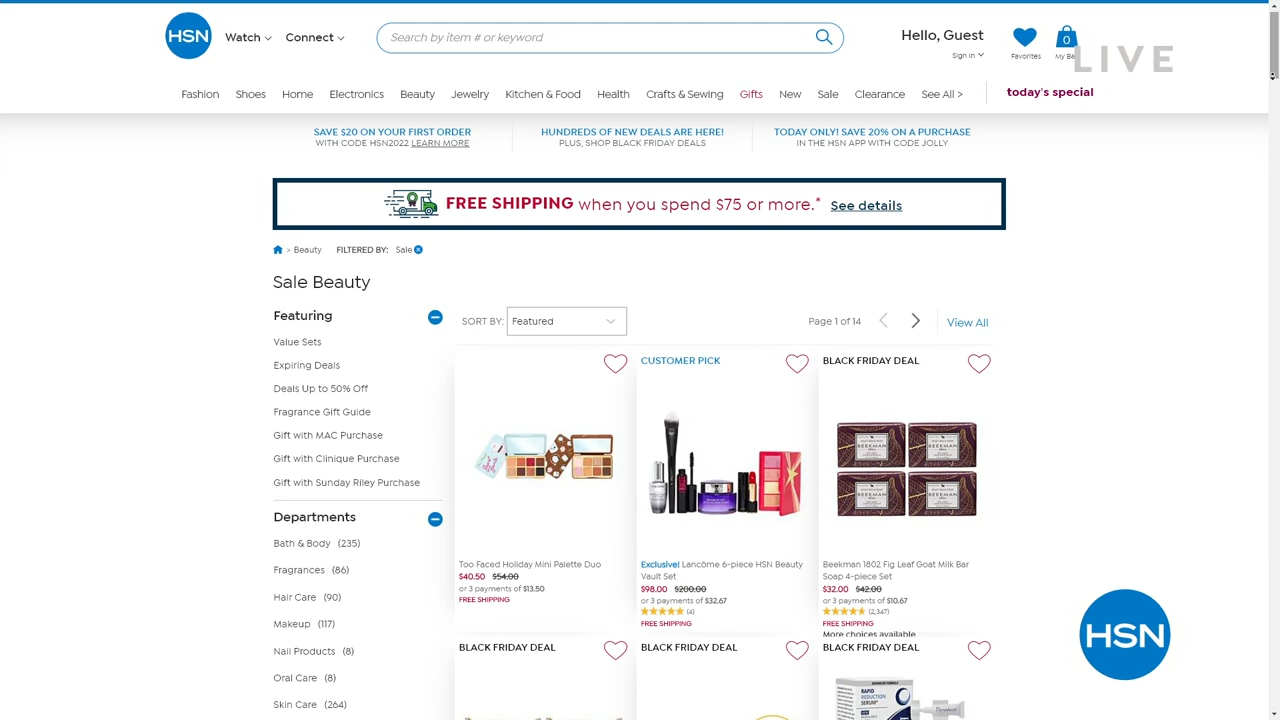 HSN
Watch
Connect
Search by item # or keyword
Hello, Guest
Sign In
Favorites
0
My Ba
LIVE
Fashion
Shoes
Home
Electronics
Beauty
Jewelry
Kitchen & Food
Health
Crafts & Sewing
Gifts
New
Sale
Clearance
See All >
today's special
SAVE $20 ON YOUR FIRST ORDER
WITH CODE HSN2022 LEARN MORE
HUNDREDS OF NEW DEALS ARE HERE!
PLUS, SHOP BLACK FRIDAY DEALS
TODAY ONLY! SAVE 20% ON A PURCHASE
IN THE HSN APP WITH CODE JOLLY
FREE SHIPPING when you spend $75 or more.* See details
> Beauty
FILTERED BY: Sale
Sale Beauty
Featuring
Value Sets
Expiring Deals
Deals Up to 50% Off
Fragrance Gift Guide
Gift with MAC Purchase
Gift with Clinique Purchase
Gift with Sunday Riley Purchase
Departments
Bath & Body (235)
Fragrances (86)
Hair Care (90)
Makeup (117)
Nail Products (8)
Oral Care (8)
Skin Care (264)
SORT BY: Featured
Page 1 of 14
View All
Too Faced Holiday Mini Palette Duo
$40.50 $54.00
or 3 payments of $13.50
FREE SHIPPING
CUSTOMER PICK
Exclusive! Lancôme 6-piece HSN Beauty
Vault Set
$98.00 $200.00
or 3 payments of $32.67
(4)
FREE SHIPPING
BLACK FRIDAY DEAL
BEEKMAN BEEKMAN
BEEKMAN BEEKMAN
Beekman 1802 Fig Leaf Goat Milk Bar
Soap 4-piece Set
$32.00 $42.00
or 3 payments of $10.67
(2,347)
FREE SHIPPING
More choices available
BLACK FRIDAY DEAL
BLACK FRIDAY DEAL
BLACK FRIDAY DEAL
ADVANCED FORMULA
RAPID
REDUCTION
SERUM
HSN